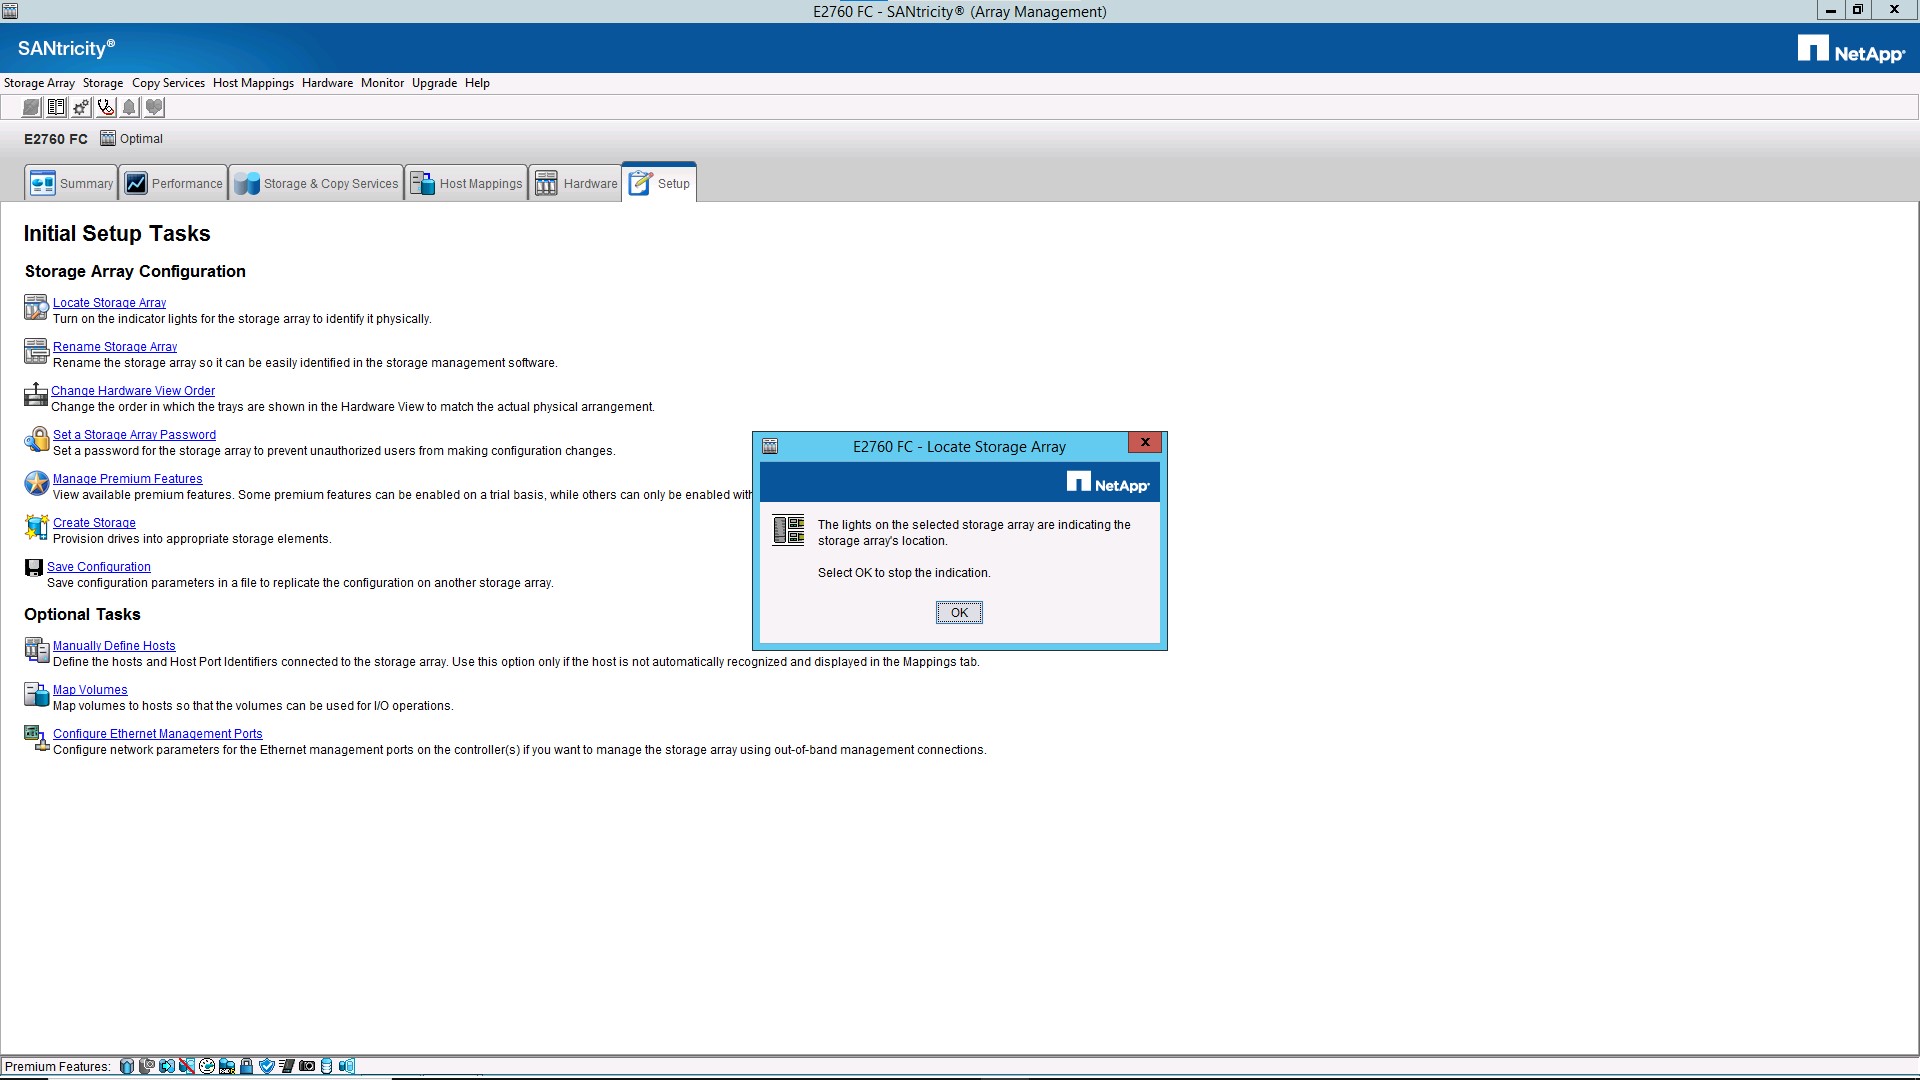 E2760 FC - SANtricity® (Array Management)
SANtricity®
NetApp®
Storage Array Storage Copy Services Host Mappings Hardware Monitor Upgrade Help
E2760 FC Optimal
Summary Performance Storage & Copy Services Host Mappings Hardware Setup
Initial Setup Tasks
Storage Array Configuration
Locate Storage Array
Turn on the indicator lights for the storage array to identify it physically.
Rename Storage Array
Rename the storage array so it can be easily identified in the storage management software.
Change Hardware View Order
Change the order in which the trays are shown in the Hardware View to match the actual physical arrangement.
Set a Storage Array Password
Set a password for the storage array to prevent unauthorized users from making configuration changes.
Manage Premium Features
View available premium features. Some premium features can be enabled on a trial basis, while others can only be enabled with
Create Storage
Provision drives into appropriate storage elements.
Save Configuration
Save configuration parameters in a file to replicate the configuration on another storage array.
Optional Tasks
Manually Define Hosts
Define the hosts and Host Port Identifiers connected to the storage array. Use this option only if the host is not automatically recognized and displayed in the Mappings tab.
Map Volumes
Map volumes to hosts so that the volumes can be used for I/O operations.
Configure Ethernet Management Ports
Configure network parameters for the Ethernet management ports on the controller(s) if you want to manage the storage array using out-of-band management connections.
E2760 FC - Locate Storage Array
NetApp®
The lights on the selected storage array are indicating the
storage array's location.
Select OK to stop the indication.
OK
Premium Features: